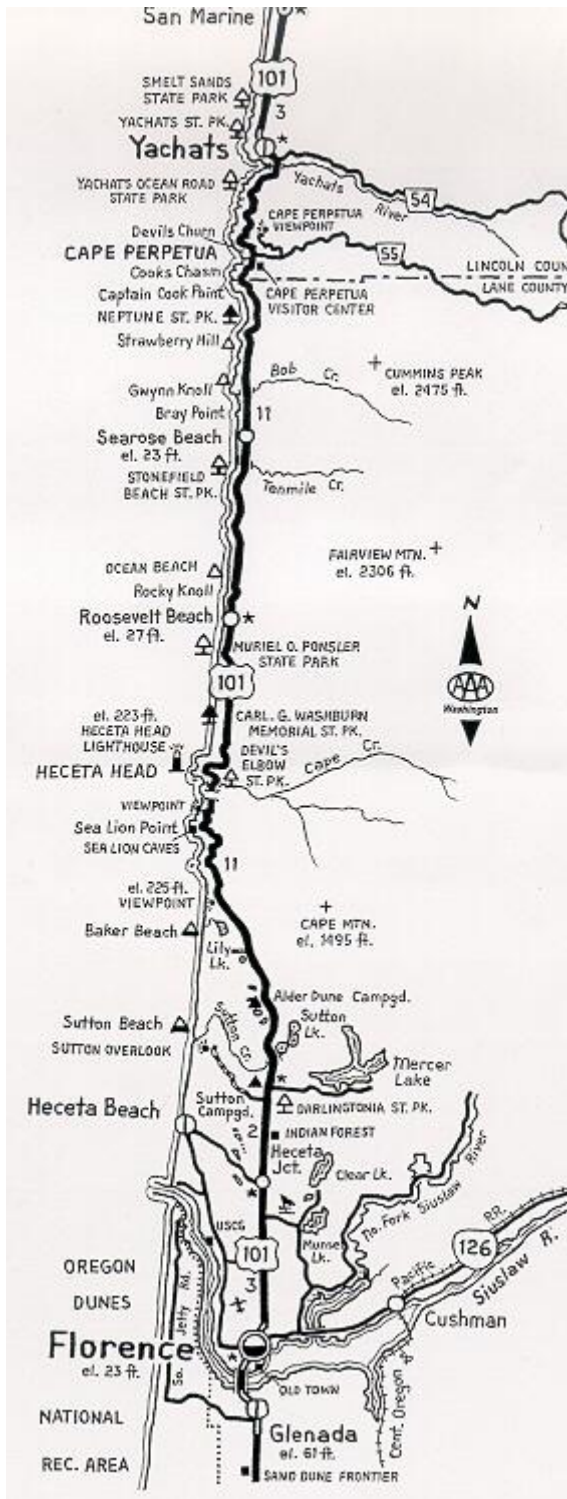 San Marine
101
SMELT SANDS
STATE PARK
3
YACHATS ST. PK.
Yachats
YACHATS OCEAN ROAD
STATE PARK
Yachats
River
54
CAPE PERPETUA
VIEWPOINT
Devils Churn
CAPE PERPETUA
55
LINCOLN COUN
LANE COUNTY
Cooks Chasm
CAPE PERPETUA
VISITOR CENTER
Captain Cook Point
NEPTUNE ST. PK.
Strawberry Hill
Bob Cr.
CUMMINS PEAK
el. 2475 ft.
Gwynn Knoll
Bray Point
11
Searose Beach
el. 23 ft.
STONEFIELD
BEACH ST. PK.
Tenmile Cr.
FAIRVIEW MTN.
el. 2306 ft.
OCEAN BEACH
Rocky Knoll
Roosevelt Beach
el. 27 ft.
N
MURIEL O. PONSLER
STATE PARK
101
AAA
Washington
el. 223 ft.
HECETA HEAD
LIGHTHOUSE
CARL. G. WASHBURN
MEMORIAL ST. PK.
DEVIL'S
ELBOW
ST. PK.
Cape Cr.
HECETA HEAD
VIEWPOINT
Sea Lion Point
SEA LION CAVES
11
el. 225 ft.
VIEWPOINT
CAPE MTN.
el. 1495 ft.
Baker Beach
Lily
Lk.
Alder Dune Campgd.
Sutton Beach
Sutton Cr.
Sutton
Lk.
SUTTON OVERLOOK
Mercer
Lake
Sutton
Campgd.
DARLINGTONIA ST. PK.
Heceta Beach
2
INDIAN FOREST
Heceta
Jct.
Clear Lk.
No. Fork Siuslaw River
USCG
Munsel
Lk.
101
126
RR.
Pacific
Siuslaw R.
OREGON
DUNES
So. Jetty Rd.
3
Cushman
Florence
el. 23 ft.
OLD TOWN
Cent. Oregon &
NATIONAL
REC. AREA
Glenada
el. 61 ft.
SAND DUNE FRONTIER